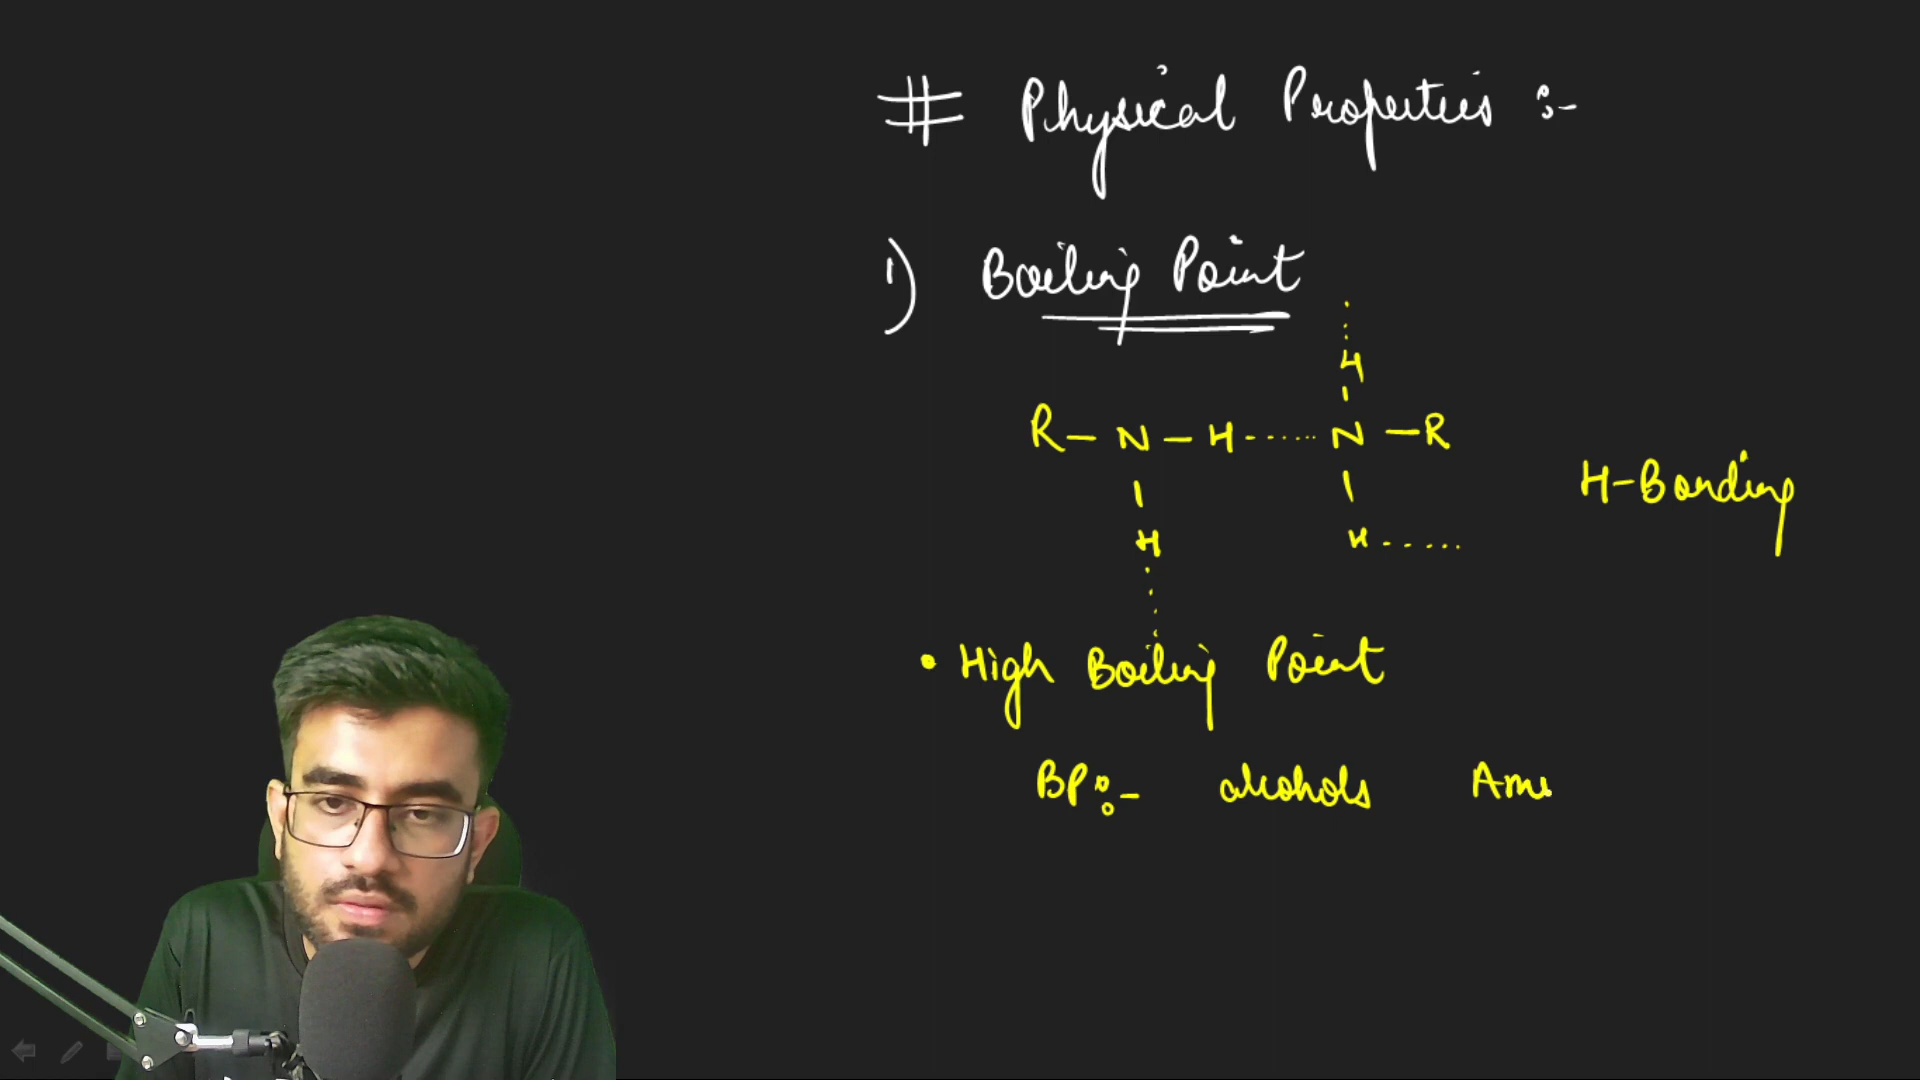 # Physical Properties :-
1) Boiling Point
H
R - N - H ...... N - R
H-Bonding
H H .....
• High Boiling Point
BP :- alcohols Ami